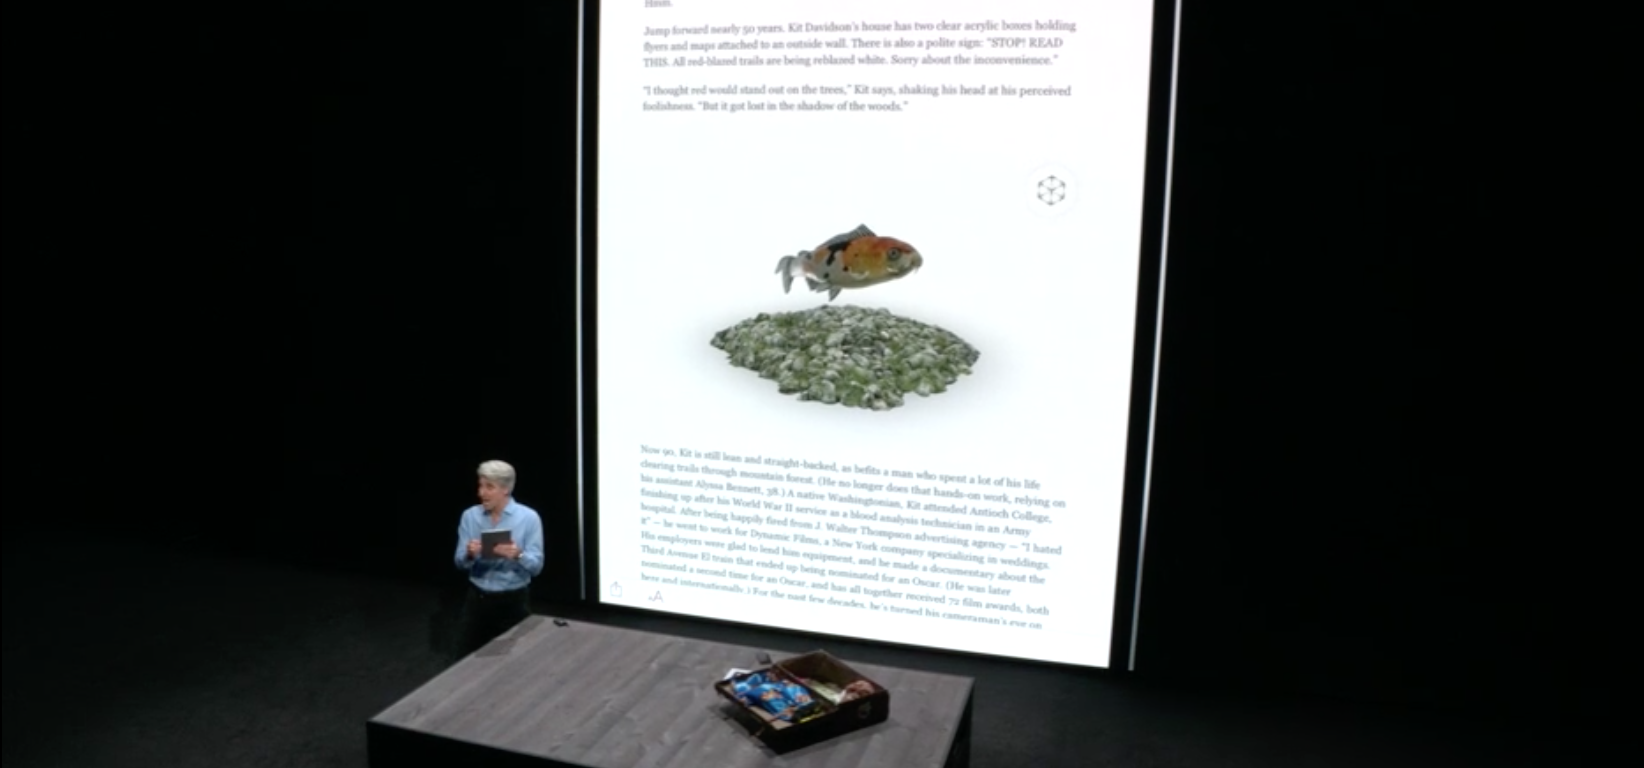 Hmm.
Jump forward nearly 50 years. Kit Davidson's house has two clear acrylic boxes holding
flyers and maps attached to an outside wall. There is also a polite sign: "STOP! READ
THIS. All red-blazed trails are being reblazed white. Sorry about the inconvenience."
"I thought red would stand out on the trees," Kit says, shaking his head at his perceived
foolishness. "But it got lost in the shadow of the woods."
Now 90, Kit is still lean and straight-backed, as befits a man who spent a lot of his life
clearing trails through mountain forest. (He no longer does that hands-on work, relying on
his assistant Alyssa Bennett, 38.) A native Washingtonian, Kit attended Antioch College,
finishing up after his World War II service as a blood analysis technician in an Army
hospital. After being happily fired from J. Walter Thompson advertising agency — "I hated
it" — he went to work for Dynamic Films, a New York company specializing in weddings.
His employers were glad to lend him equipment, and he made a documentary about the
Third Avenue El train that ended up being nominated for an Oscar. (He was later
nominated a second time for an Oscar, and has all together received 72 film awards, both
here and internationally.) For the past few decades, he's turned his cameraman's eye on
AA